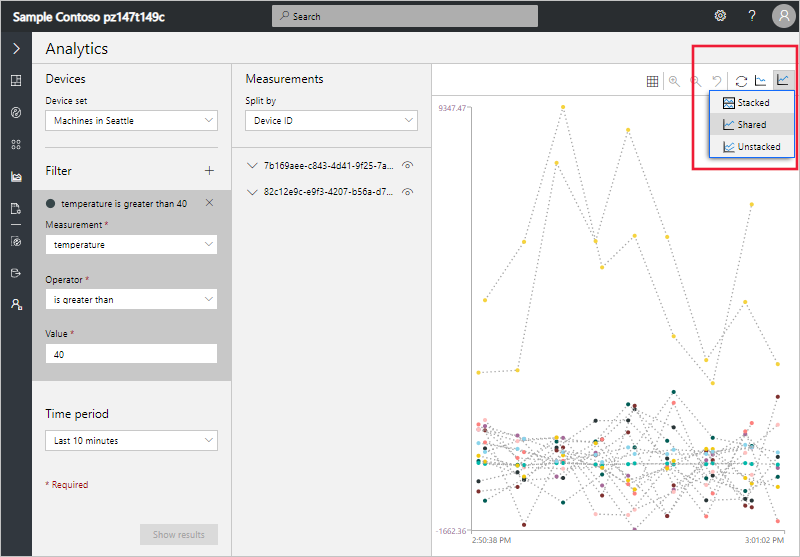 Sample Contoso pz147t149c
Search
?
Analytics
Devices
Device set
Machines in Seattle
Filter
temperature is greater than 40
Measurement *
temperature
Operator *
is greater than
Value *
40
Time period
Last 10 minutes
* Required
Show results
Measurements
Split by
Device ID
7b169aee-c843-4d41-9f25-7a...
82c12e9c-e9f3-4207-b56a-d7...
Stacked
Shared
Unstacked
9347.47
-1662.36
2:50:38 PM
3:01:02 PM